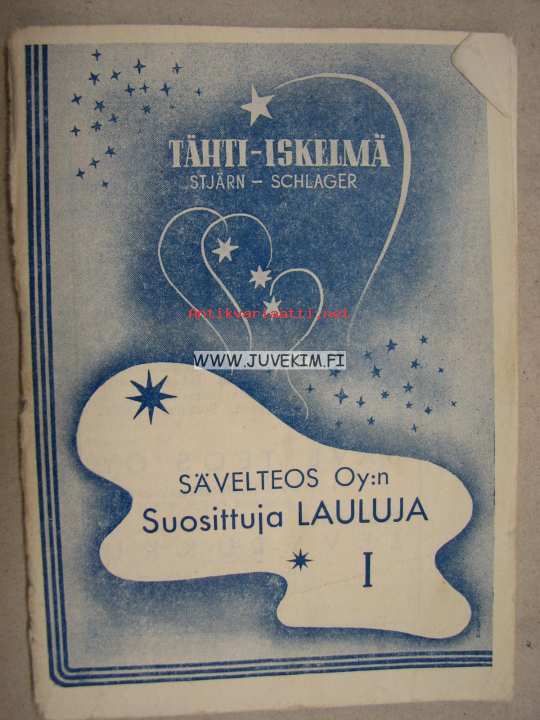 TÄHTI-ISKELMÄ
STJÄRN – SCHLAGER
Antikvariaatti.net
WWW.JUVEKIM.FI
SÄVELTEOS Oy:n
Suosittuja LAULUJA
I